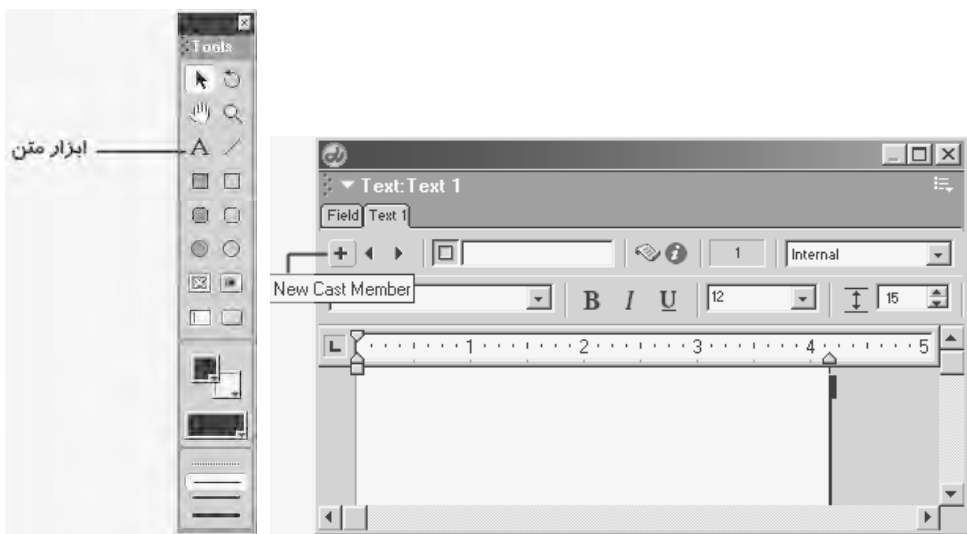 Tools
ابزار متن
A
Text:Text 1
Field Text 1
1 Internal
New Cast Member
B I U 12 15
L 1 2 3 4 5